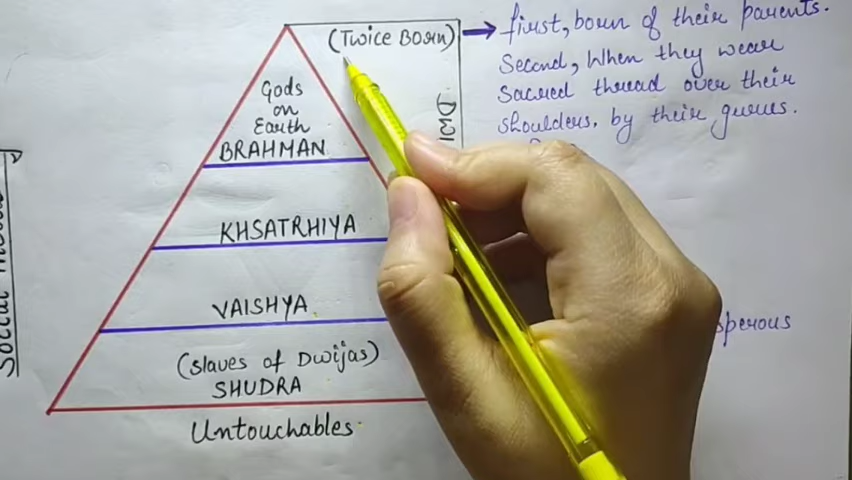 (Twice Born)
first, born of their parents.
Second, When they wear
sacred thread over their
shoulders. by their gurus.
Gods
on
Earth
BRAHMAN
KHSATRHIYA
VAISHYA
(Slaves of Dwijas)
SHUDRA
Untouchables